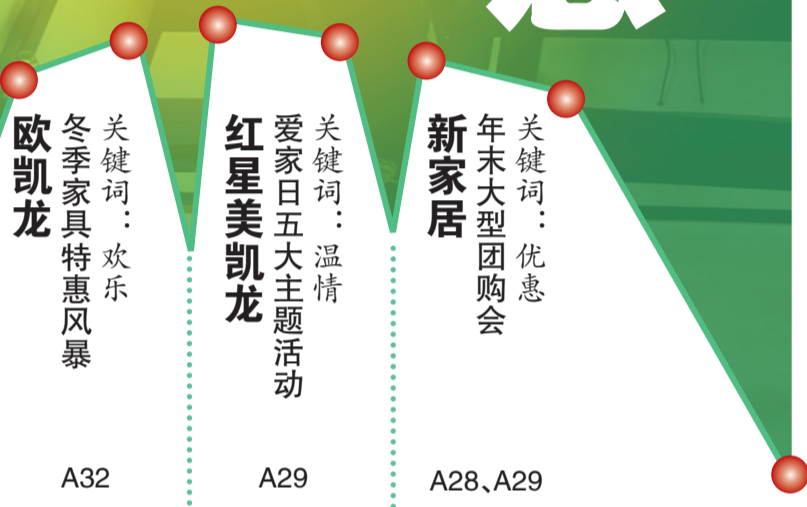 关键词：优惠
年末大型团购会
新家居
A28、A29
关键词：温情
爱家日五大主题活动
红星美凯龙
A29
关键词：欢乐
冬季家具特惠风暴
欧凯龙
A32